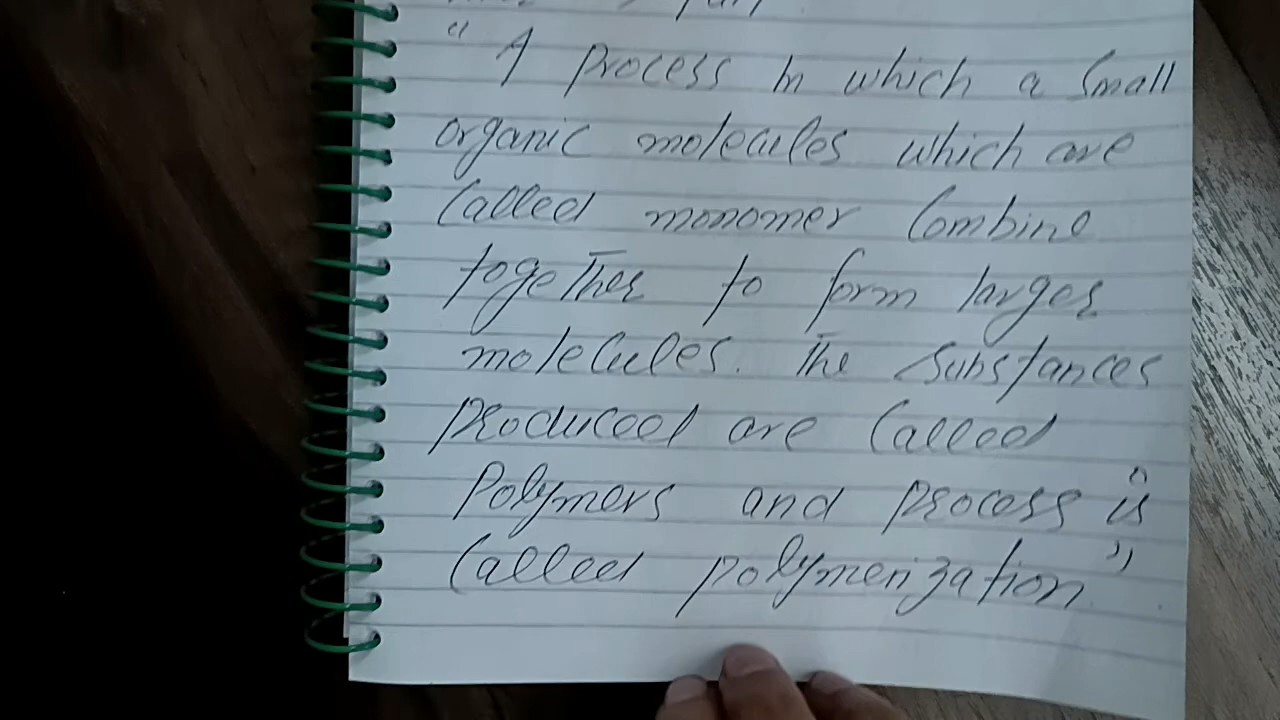 " A Process in which a small
organic molecules which are
Called monomer Combine
together to form larger
molecules. The Substances
produced are Called
Polymers and process is
Called polymerization "